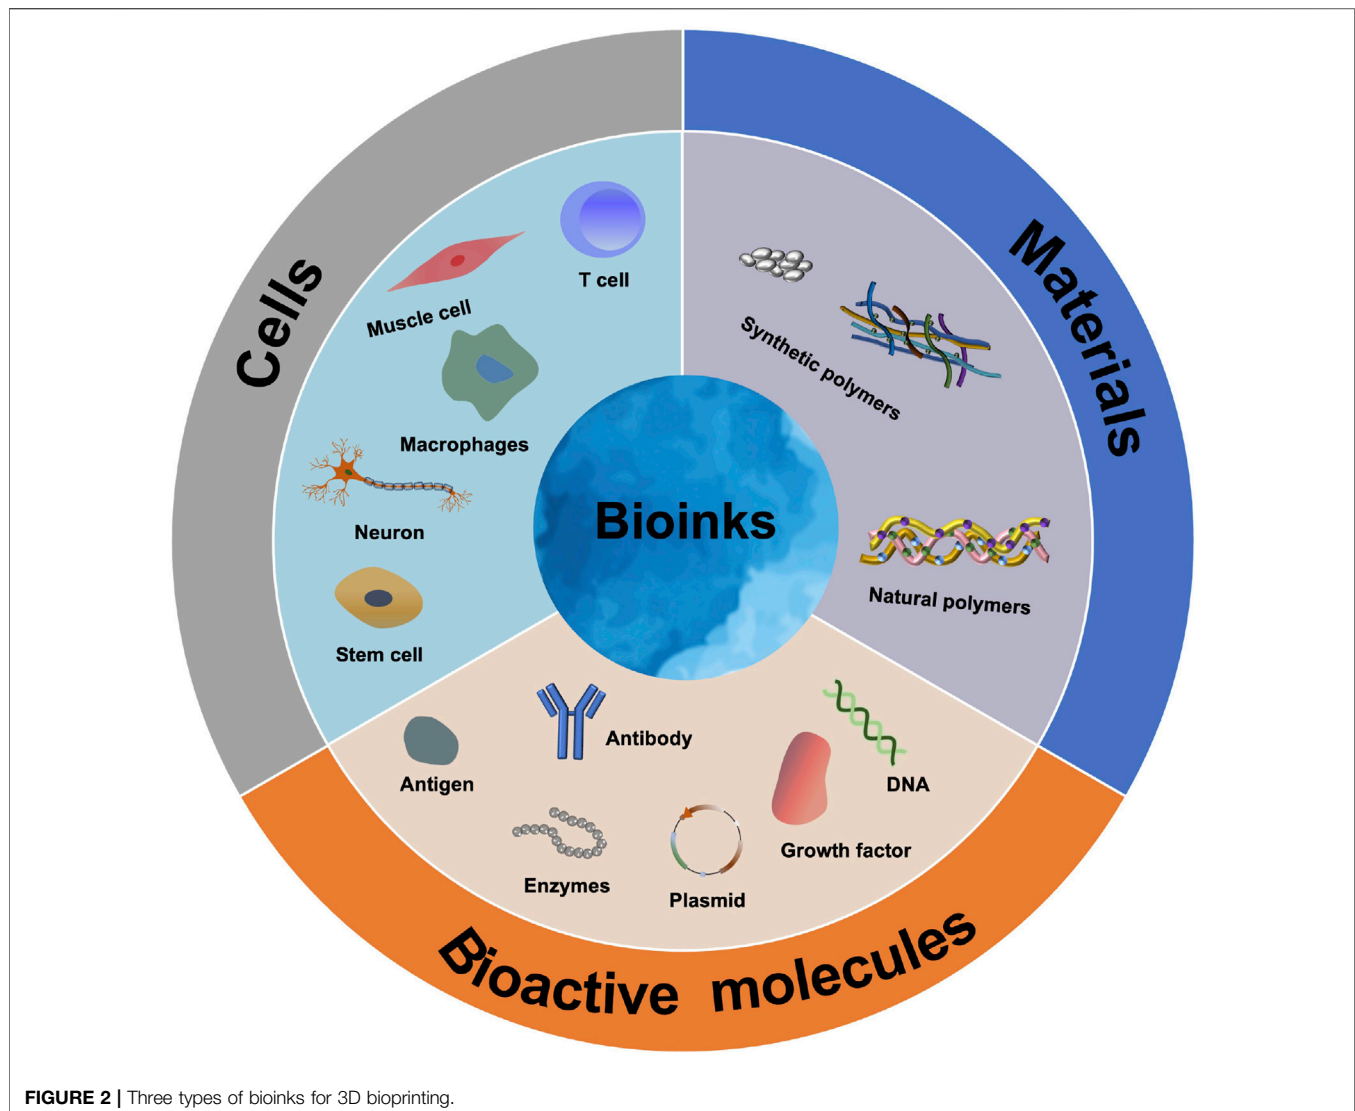 Cells
T cell
Muscle cell
Macrophages
Neuron
Stem cell
Materials
Synthetic polymers
Natural polymers
Bioinks
Antibody
Antigen
DNA
Growth factor
Enzymes
Plasmid
Bioactive molecules
FIGURE 2 | Three types of bioinks for 3D bioprinting.